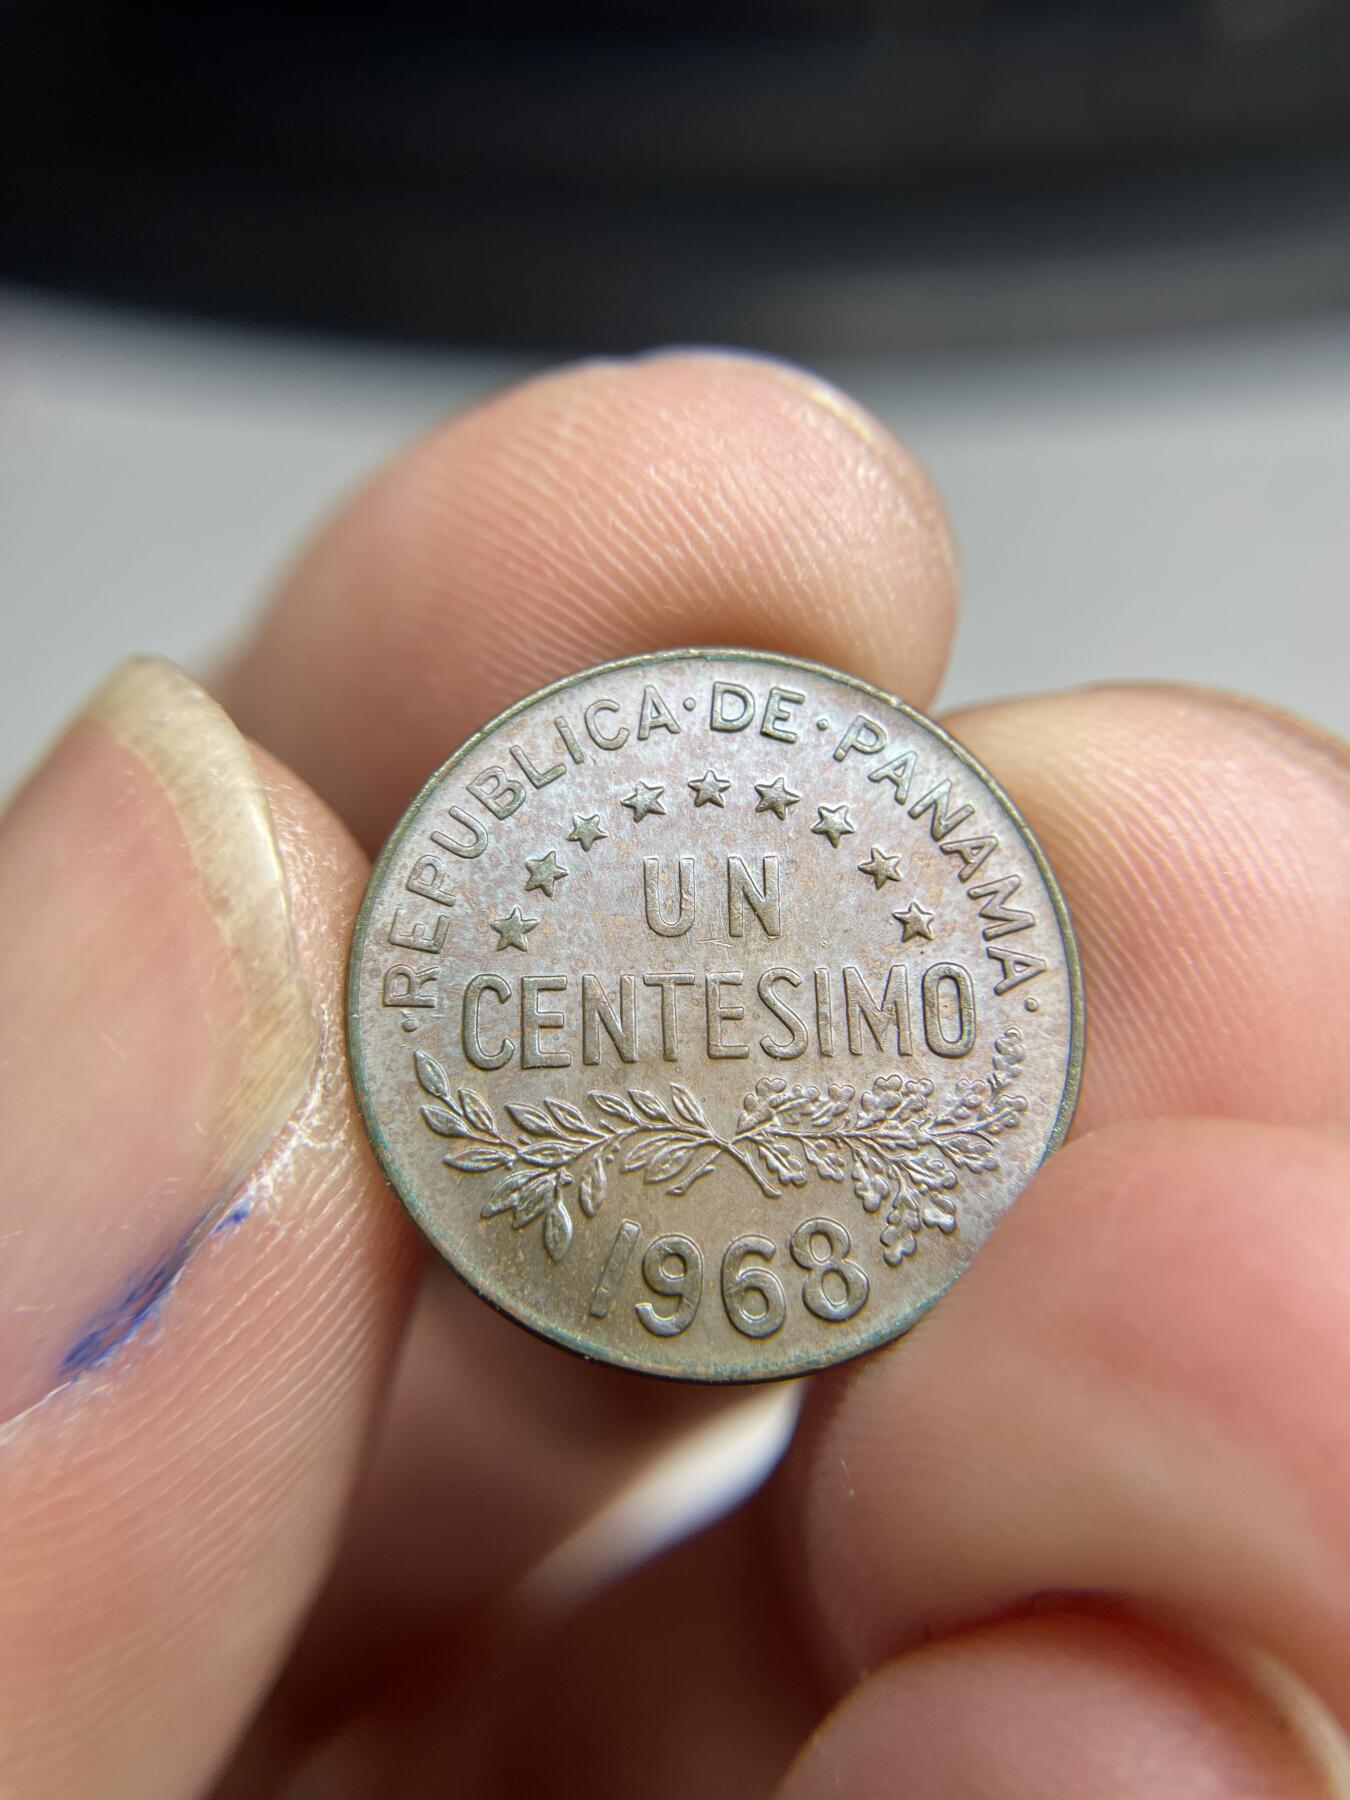 ·REPUBLICA·DE·PANAMA·
UN
CENTESIMO
1968